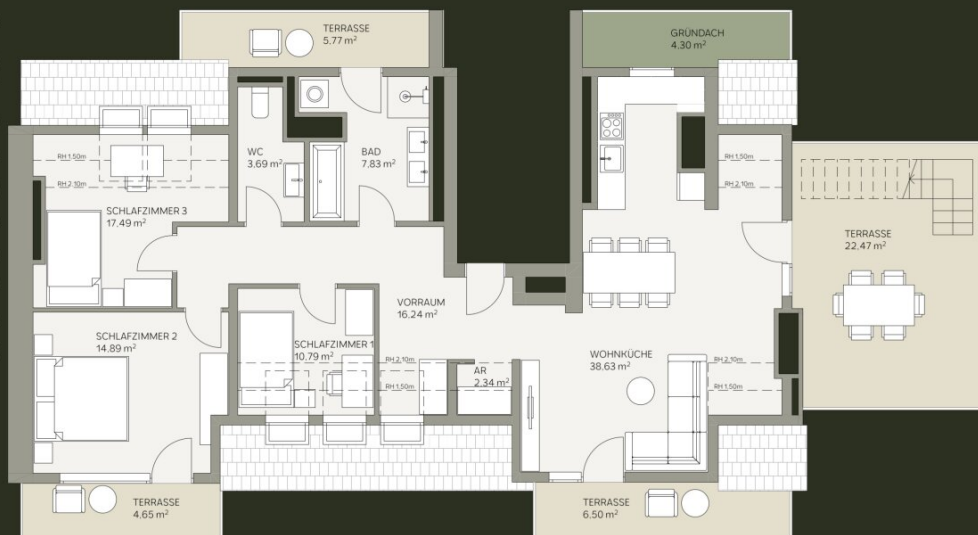 TERRASSE
5.77 m²
GRÜNDACH
4.30 m²
WC
3.69 m²
BAD
7.83 m²
RH 1,50m
RH 2,10m
RH 1,50m
RH 2,10m
SCHLAFZIMMER 3
17.49 m²
TERRASSE
22.47 m²
VORRAUM
16.24 m²
SCHLAFZIMMER 2
14.89 m²
SCHLAFZIMMER 1
10.79 m²
WOHNKÜCHE
38.63 m²
RH 2,10m
RH 1,50m
AR
2.34 m²
RH 2,10m
RH 1,50m
TERRASSE
4.65 m²
TERRASSE
6.50 m²